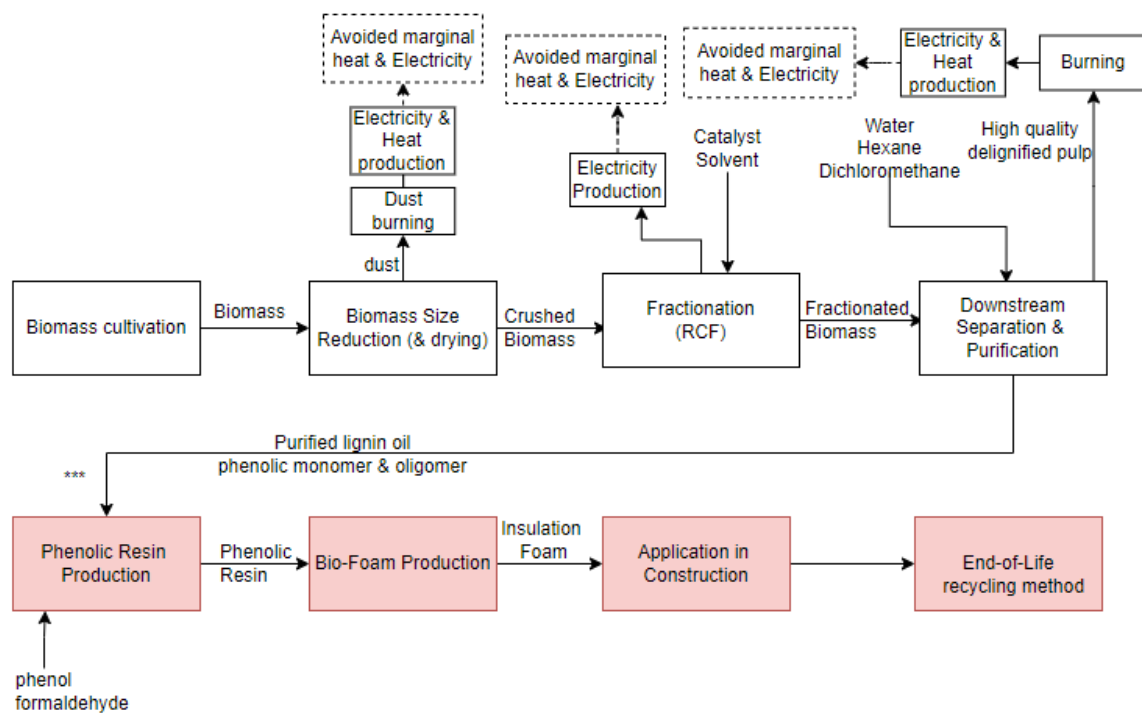 Avoided marginal
heat & Electricity
Avoided marginal
heat & Electricity
Avoided marginal
heat & Electricity
Electricity &
Heat
production
Burning
Electricity &
Heat
production
Dust
burning
dust
Electricity
Production
Catalyst
Solvent
Water
Hexane
Dichloromethane
High quality
delignified pulp
Biomass cultivation
Biomass
Biomass Size
Reduction (& drying)
Crushed
Biomass
Fractionation
(RCF)
Fractionated
Biomass
Downstream
Separation &
Purification
Purified lignin oil
phenolic monomer & oligomer
***
Phenolic Resin
Production
Phenolic
Resin
Bio-Foam Production
Insulation
Foam
Application in
Construction
End-of-Life
recycling method
phenol
formaldehyde